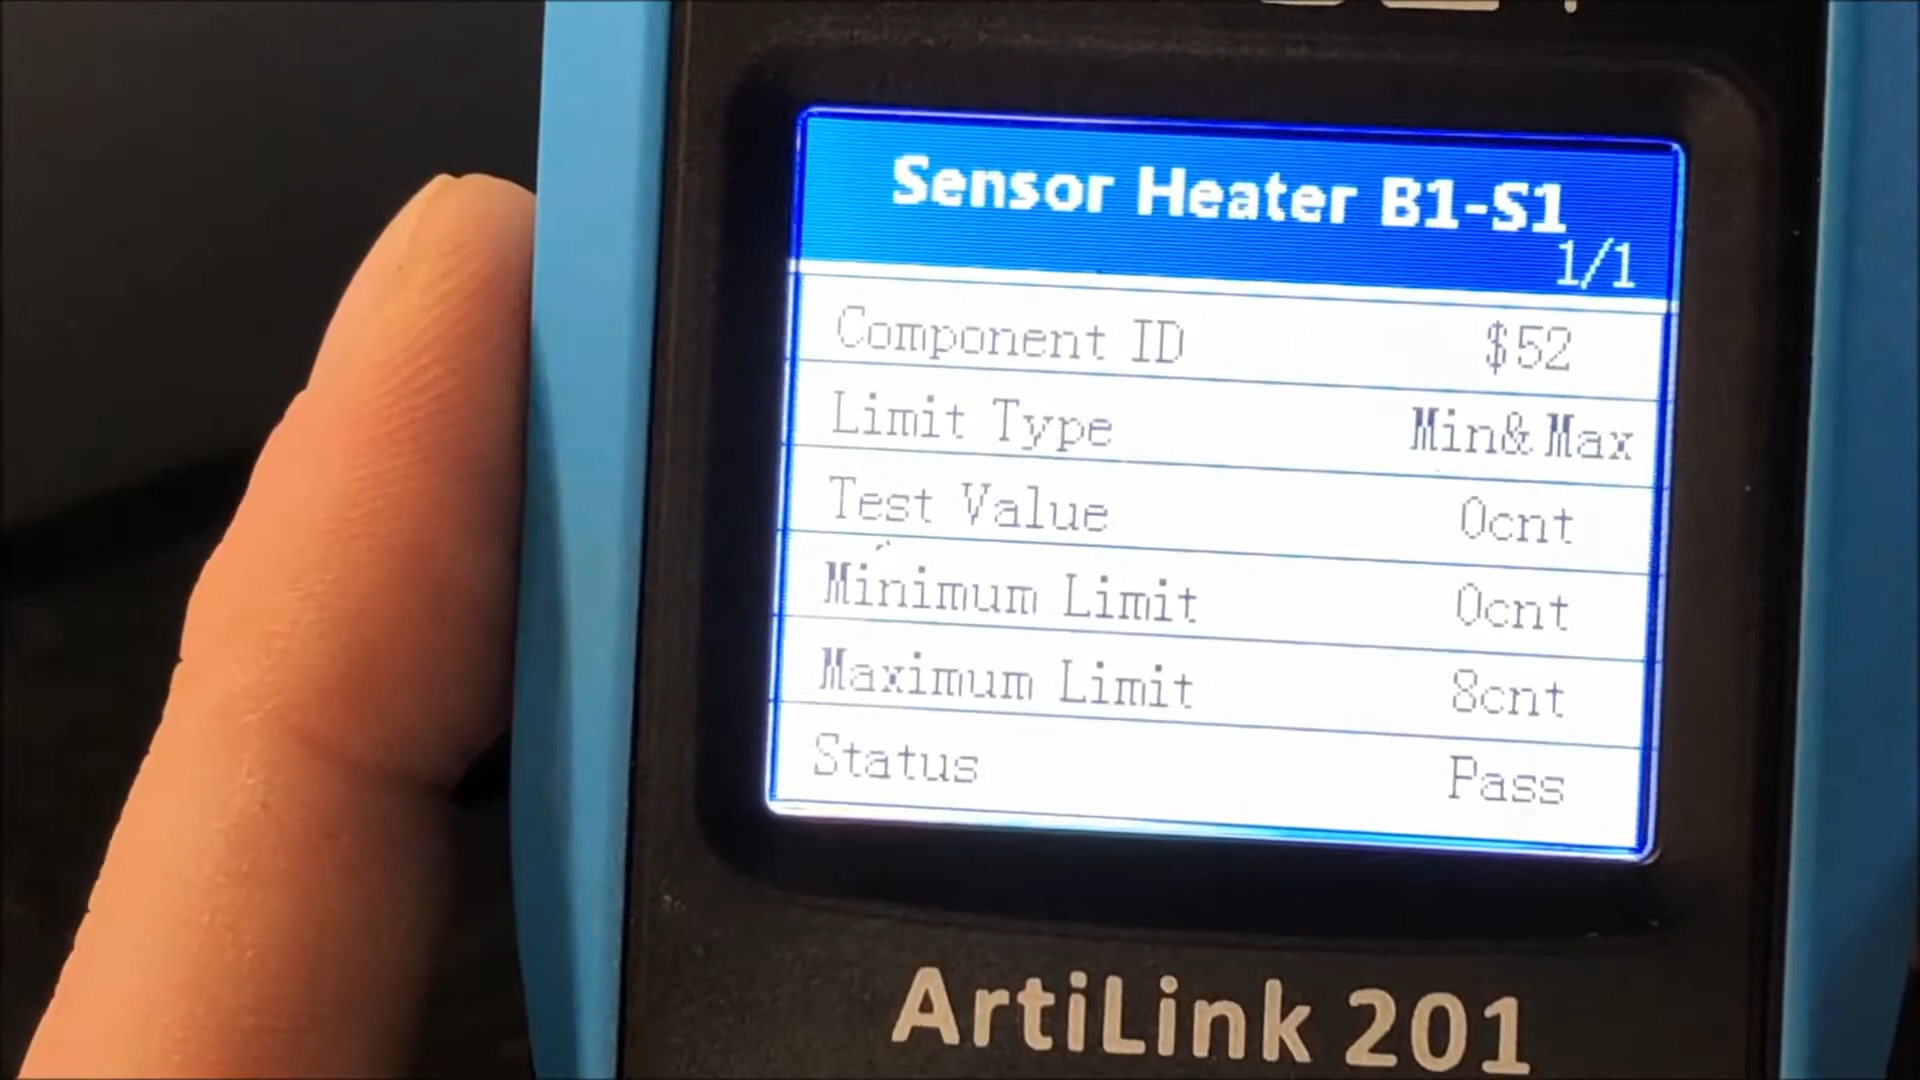 Sensor Heater B1-S1
1/1
Component ID $52
Limit Type Min&Max
Test Value 0cnt
Minimum Limit 0cnt
Maximum Limit 8cnt
Status Pass
ArtiLink 201